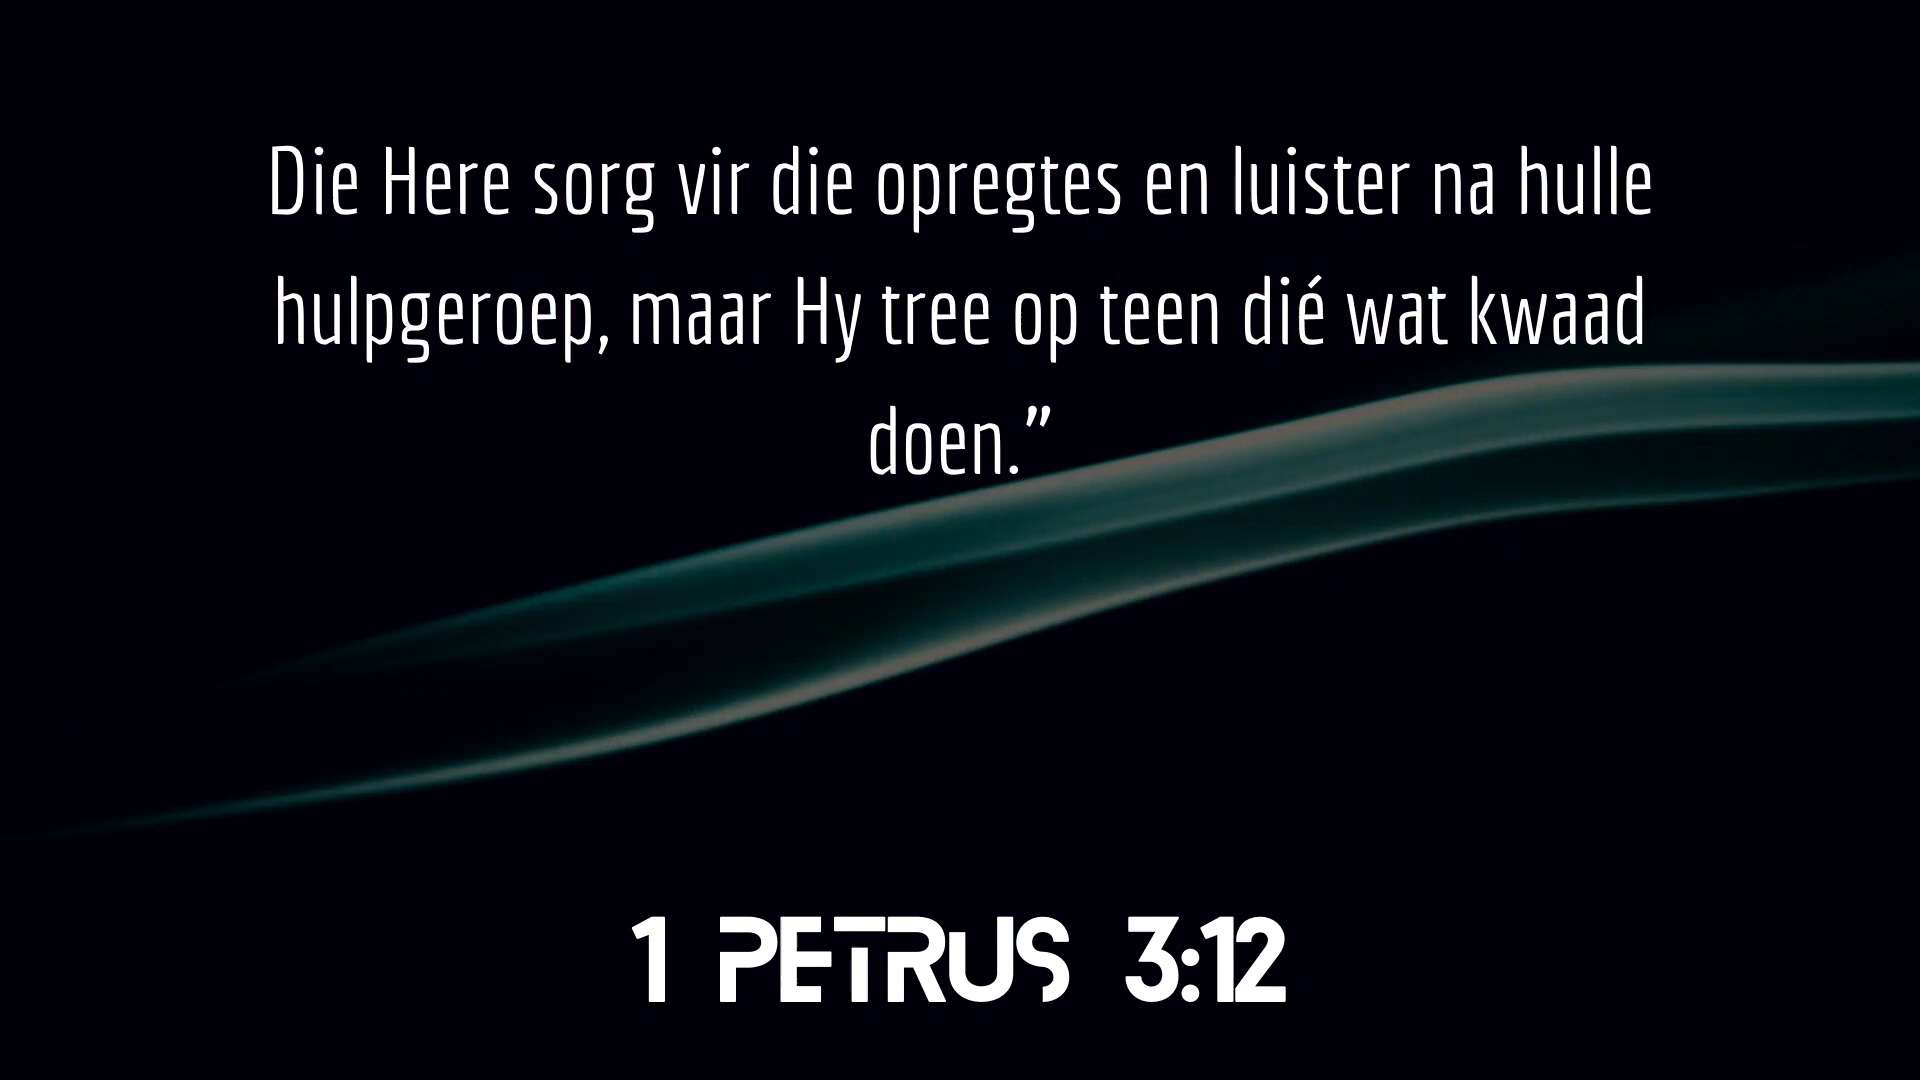 Die Here sorg vir die opregtes en luister na hulle
hulpgeroep, maar Hy tree op teen dié wat kwaad
doen.”
1 PETRUS 3:12